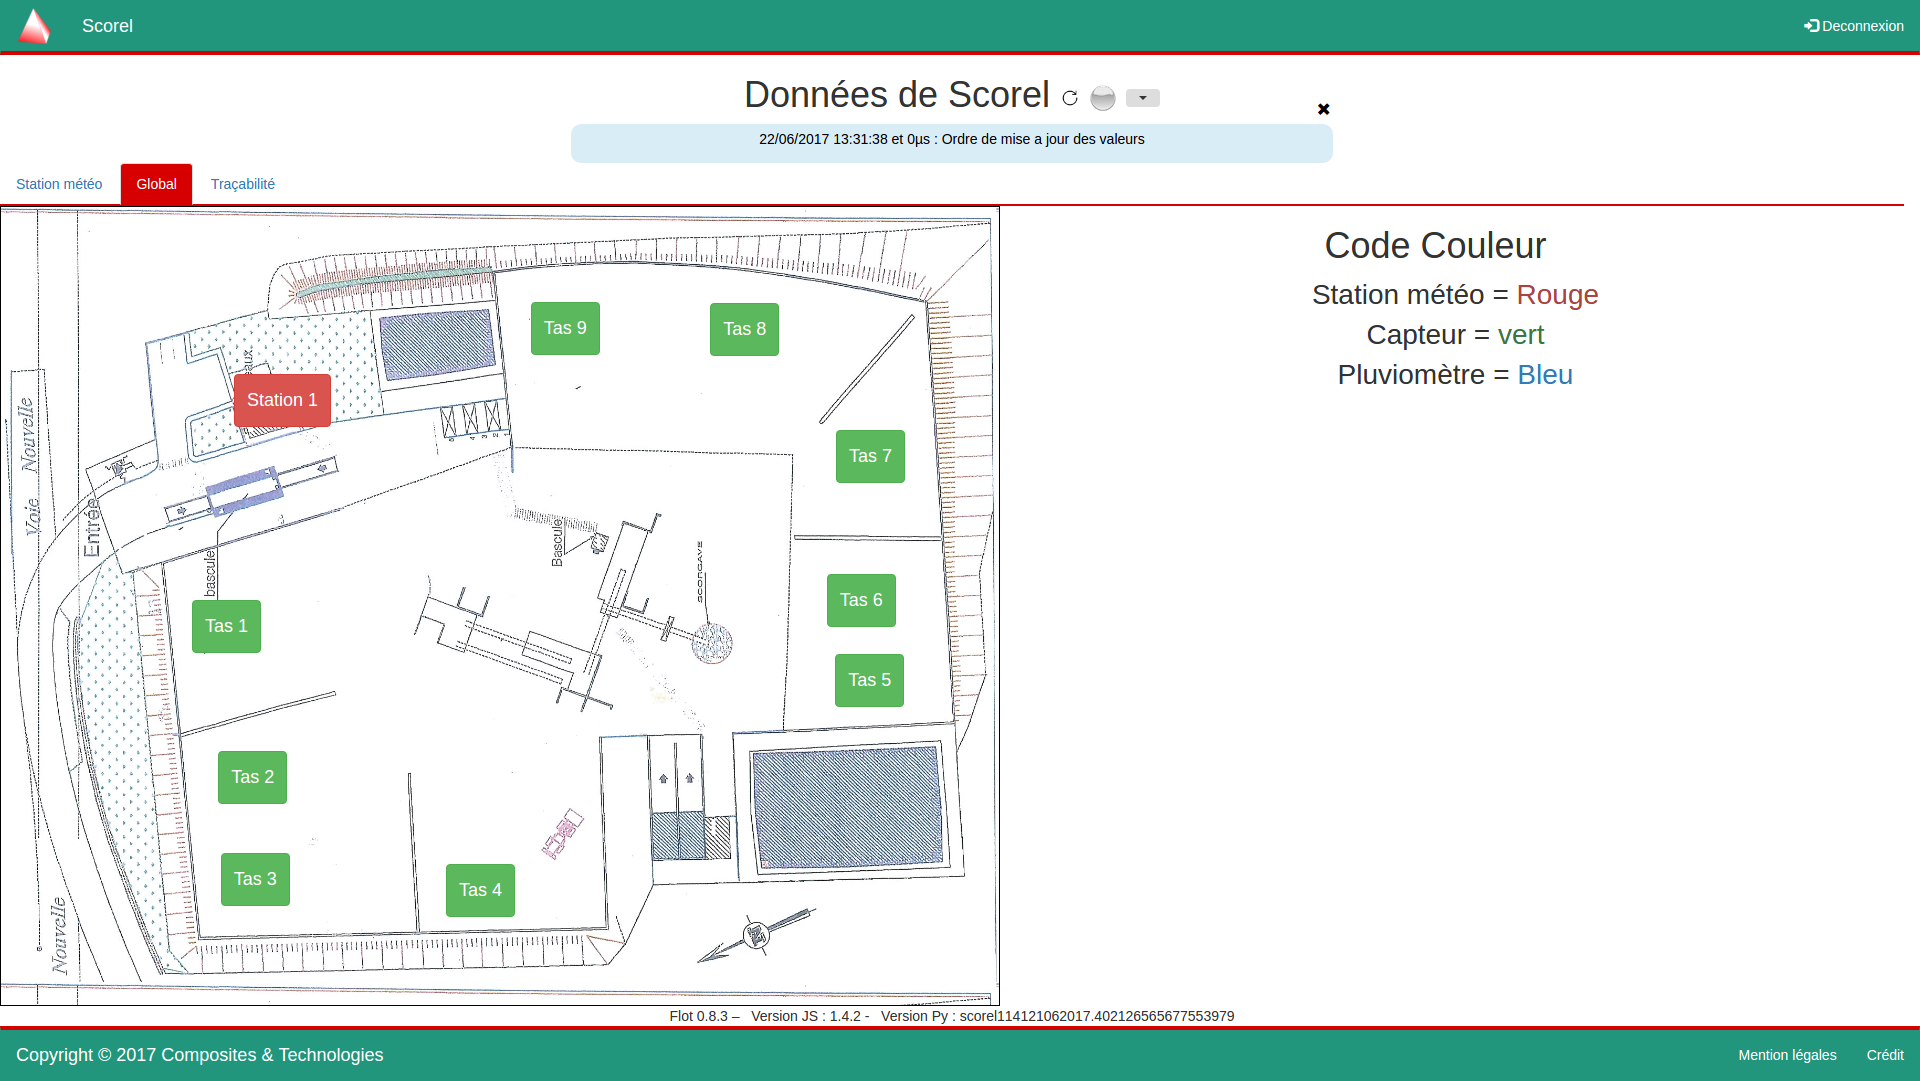 Scorel
Deconnexion
Données de Scorel
22/06/2017 13:31:38 et 0µs : Ordre de mise a jour des valeurs
Station météo
Global
Traçabilité
Code Couleur
Station météo = Rouge
Capteur = vert
Pluviomètre = Bleu
Tas 9
Tas 8
Station 1
Tas 7
Voie Nouvelle
Entrée
bascule
Bascule
Tas 6
Tas 1
Tas 5
Tas 2
Tas 3
Tas 4
Nouvelle
N
Flot 0.8.3 – Version JS : 1.4.2 - Version Py : scorel114121062017.402126565677553979
Copyright © 2017 Composites & Technologies
Mention légales
Crédit